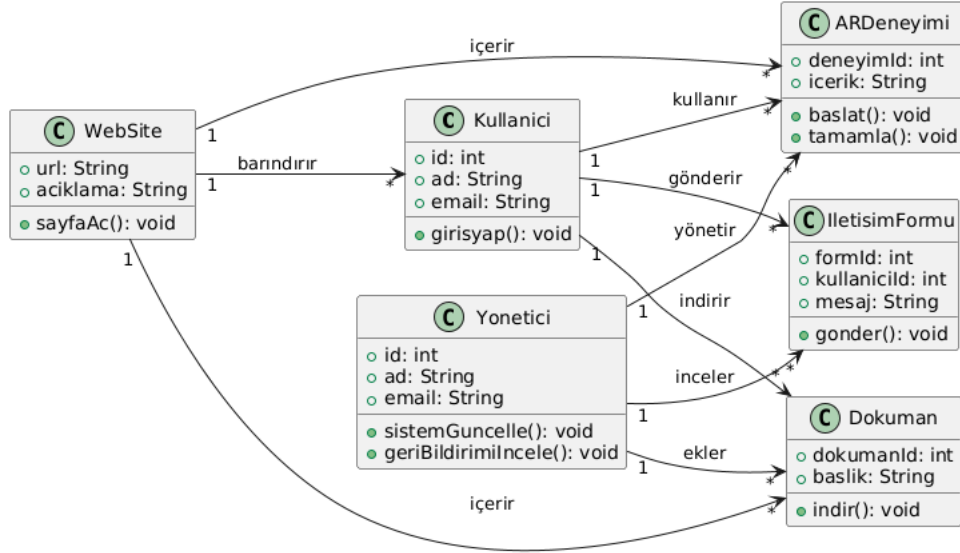 C WebSite
url: String
aciklama: String
sayfaAc(): void
1
içerir
*
1
barındırır
*
1
içerir
*
C Kullanici
id: int
ad: String
email: String
girisyap(): void
1
kullanır
*
1
gönderir
*
1
indirir
*
C Yonetici
id: int
ad: String
email: String
sistemGuncelle(): void
geriBildirimiIncele(): void
1
yönetir
*
1
inceler
*
1
ekler
*
C ARDeneyimi
deneyimId: int
icerik: String
baslat(): void
tamamla(): void
C IletisimFormu
formId: int
kullaniciId: int
mesaj: String
gonder(): void
C Dokuman
dokumanId: int
baslik: String
indir(): void